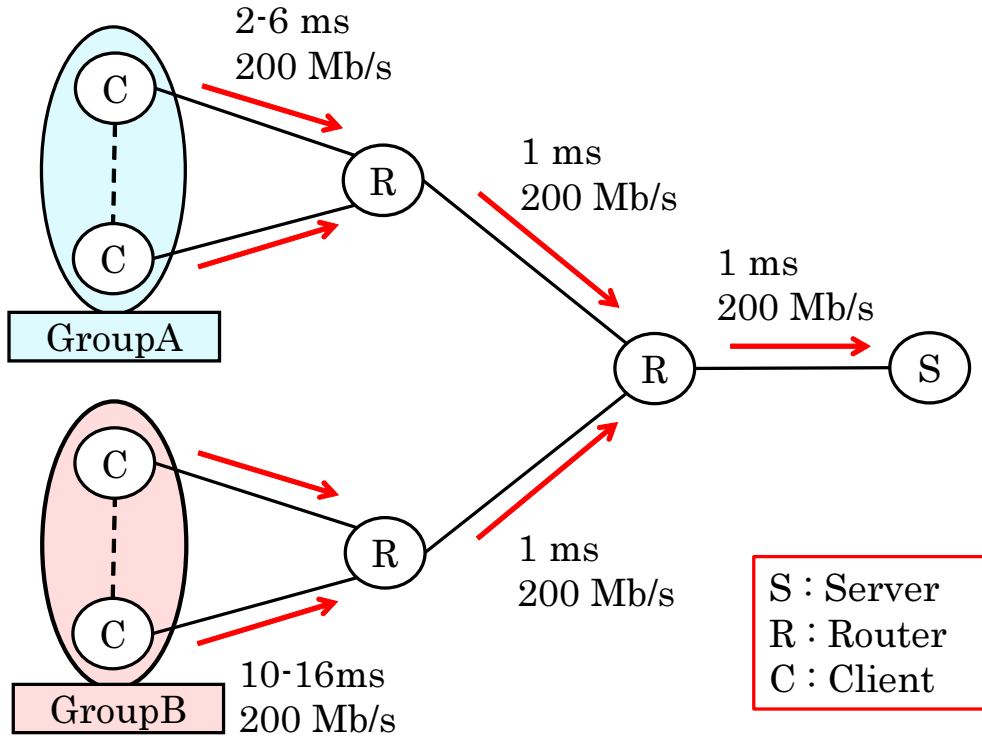 2-6 ms
200 Mb/s
C
C
R
GroupA
1 ms
200 Mb/s
1 ms
200 Mb/s
R
S
C
C
R
GroupB
10-16ms
200 Mb/s
1 ms
200 Mb/s
S : Server
R : Router
C : Client